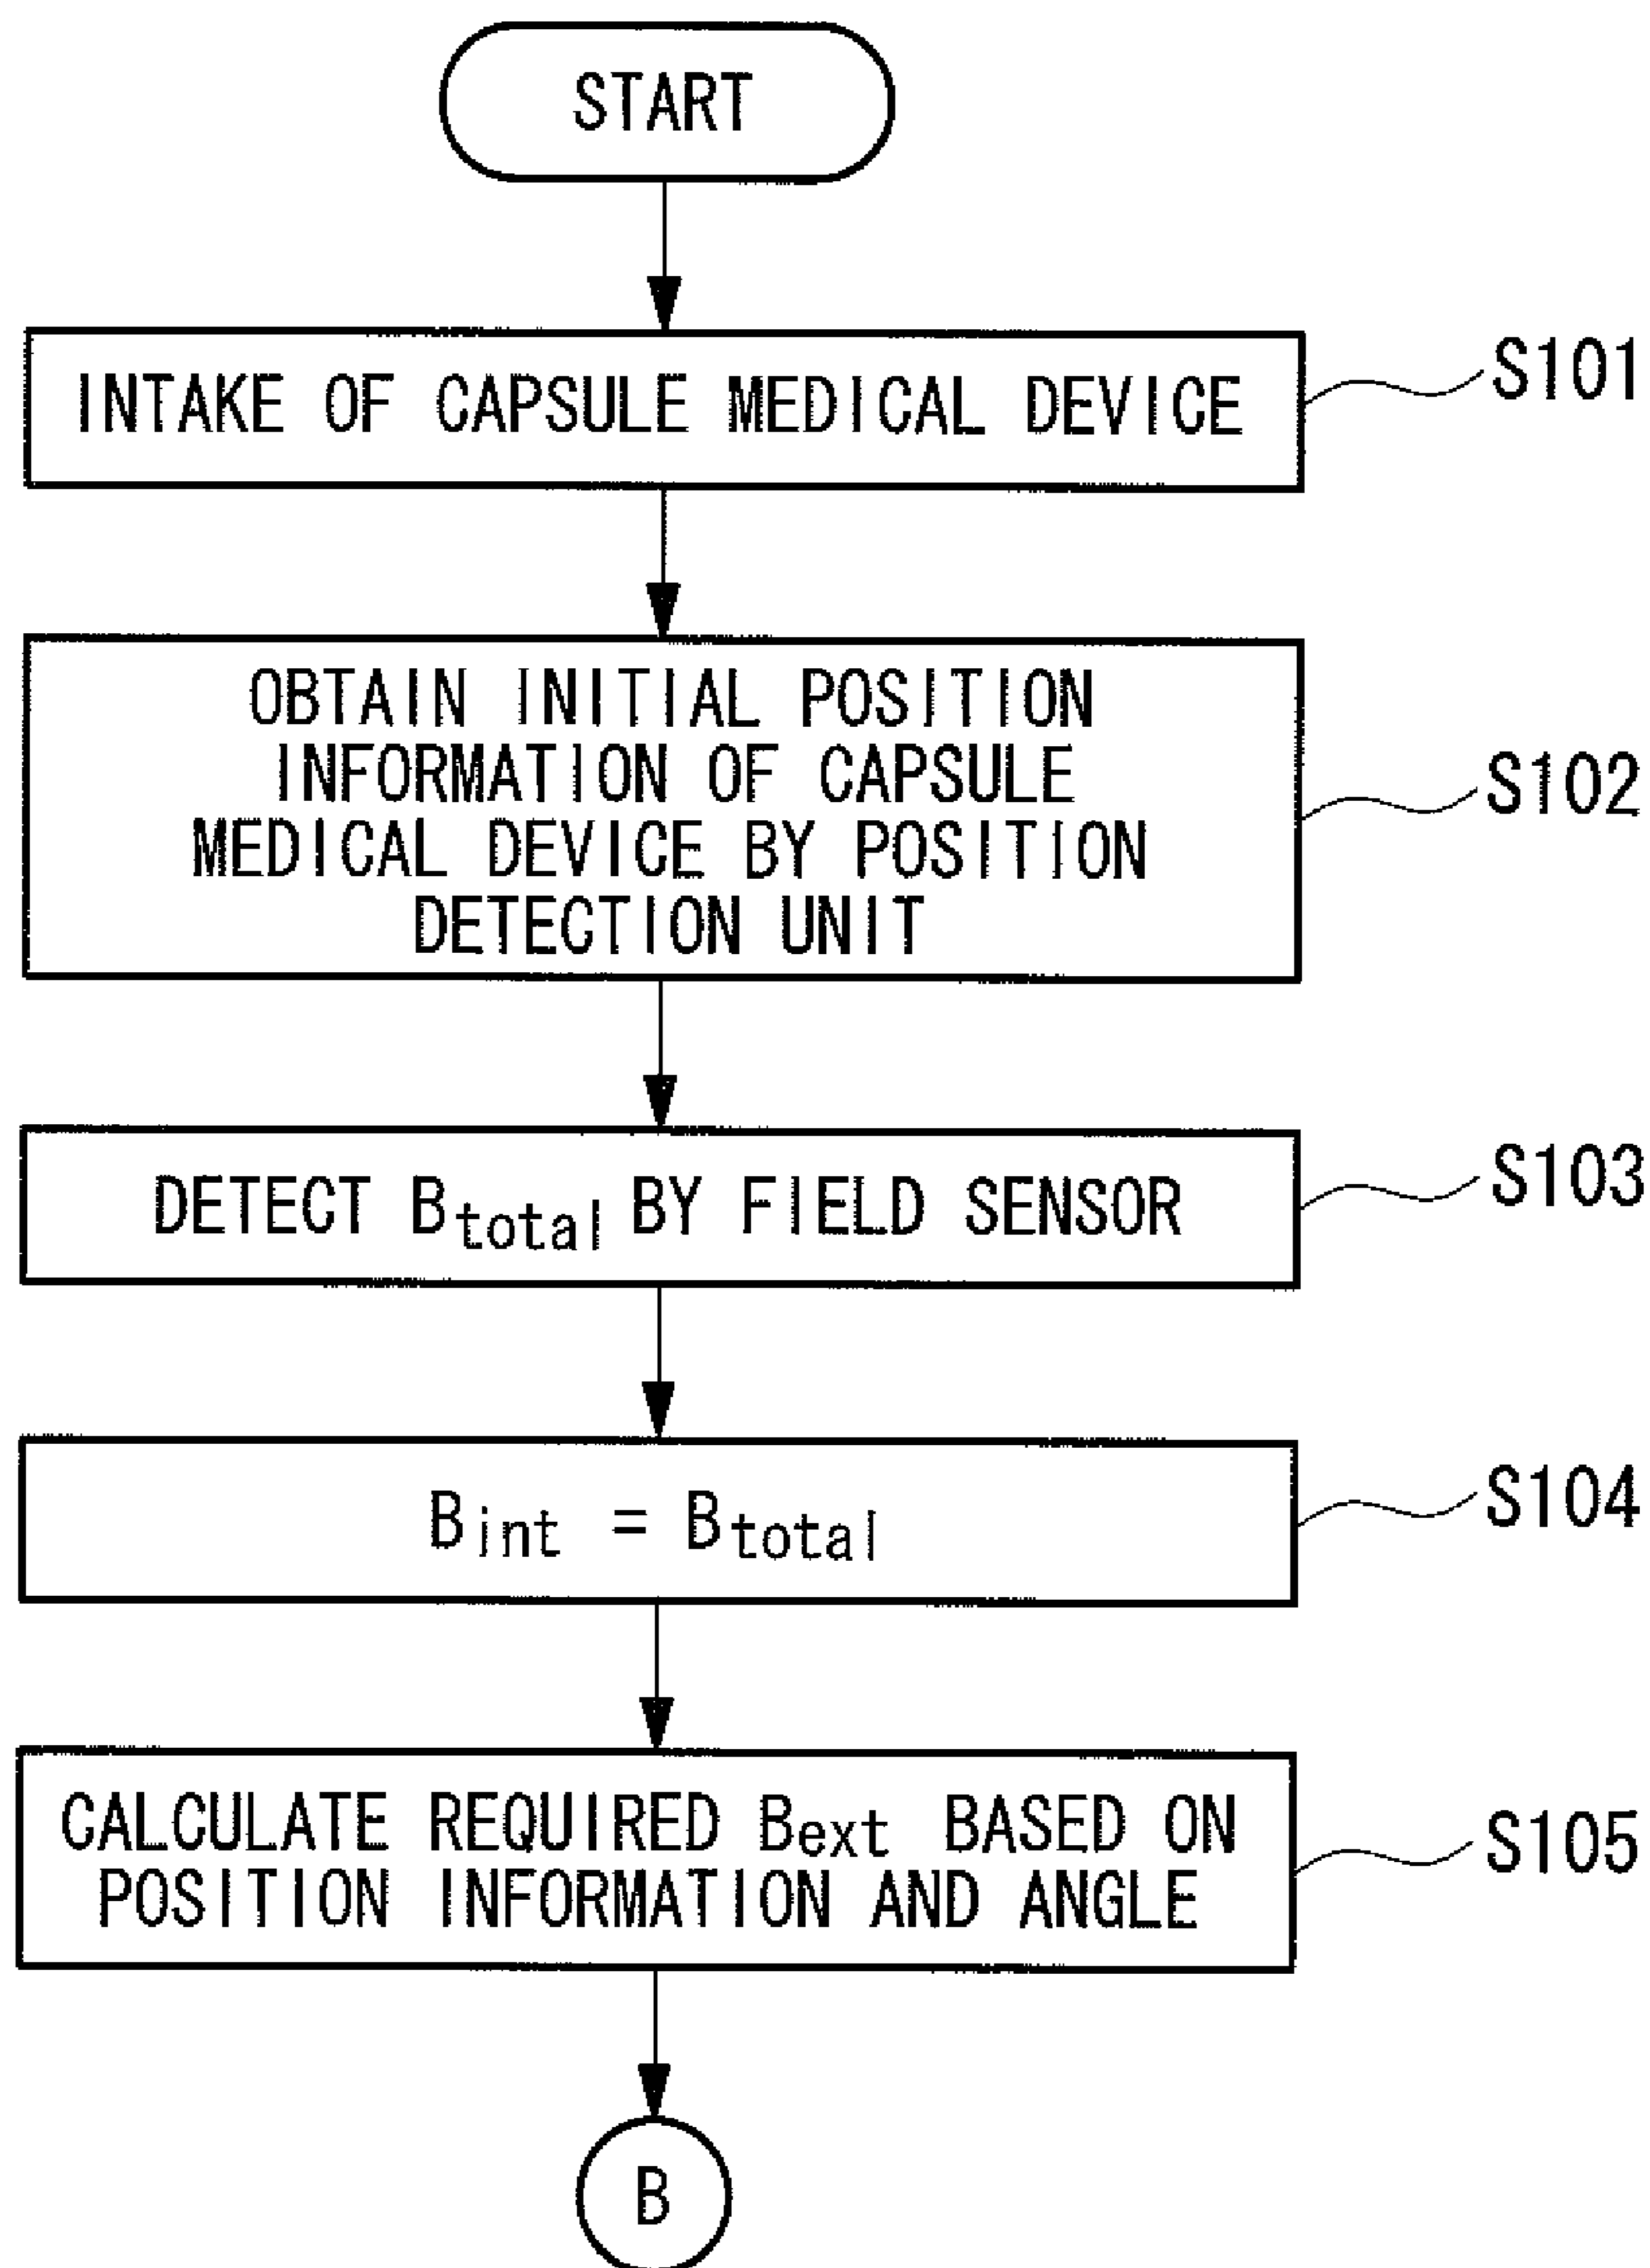 START
INTAKE OF CAPSULE MEDICAL DEVICE
S101
OBTAIN INITIAL POSITION
INFORMATION OF CAPSULE
MEDICAL DEVICE BY POSITION
DETECTION UNIT
S102
DETECT Btotal BY FIELD SENSOR
S103
Bint = Btotal
S104
CALCULATE REQUIRED Bext BASED ON
POSITION INFORMATION AND ANGLE
S105
B